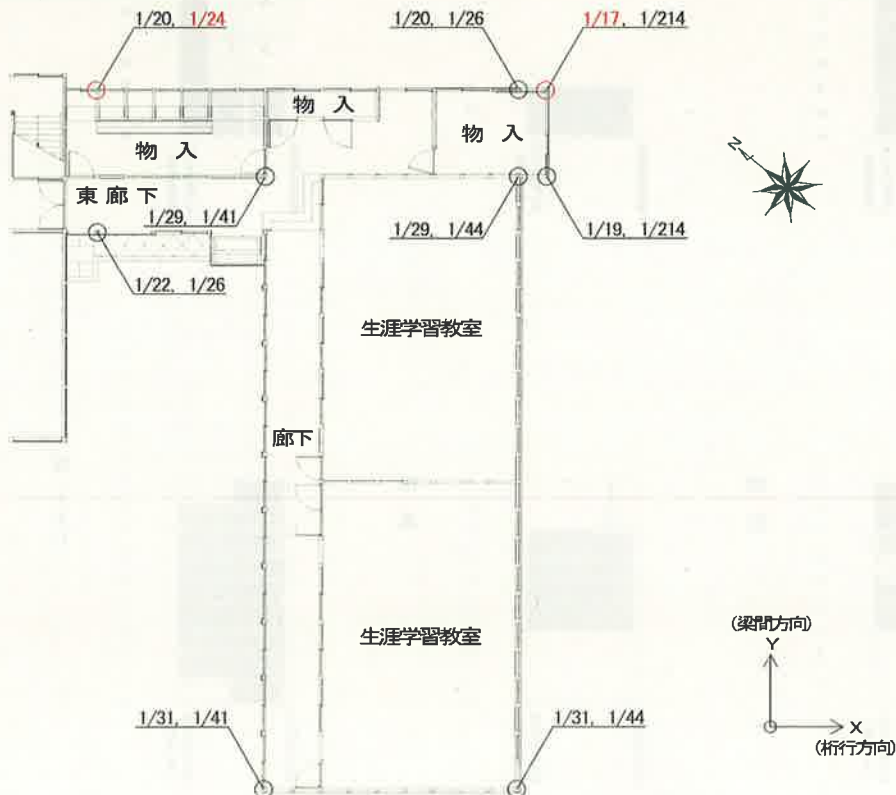 1/20, 1/24
1/20, 1/26
1/17, 1/214
物 入
物 入
物 入
東廊下
1/29, 1/41
1/29, 1/44
1/19, 1/214
1/22, 1/26
生涯学習教室
廊下
生涯学習教室
1/31, 1/41
1/31, 1/44
Z
(梁間方向)
Y
X
(桁行方向)